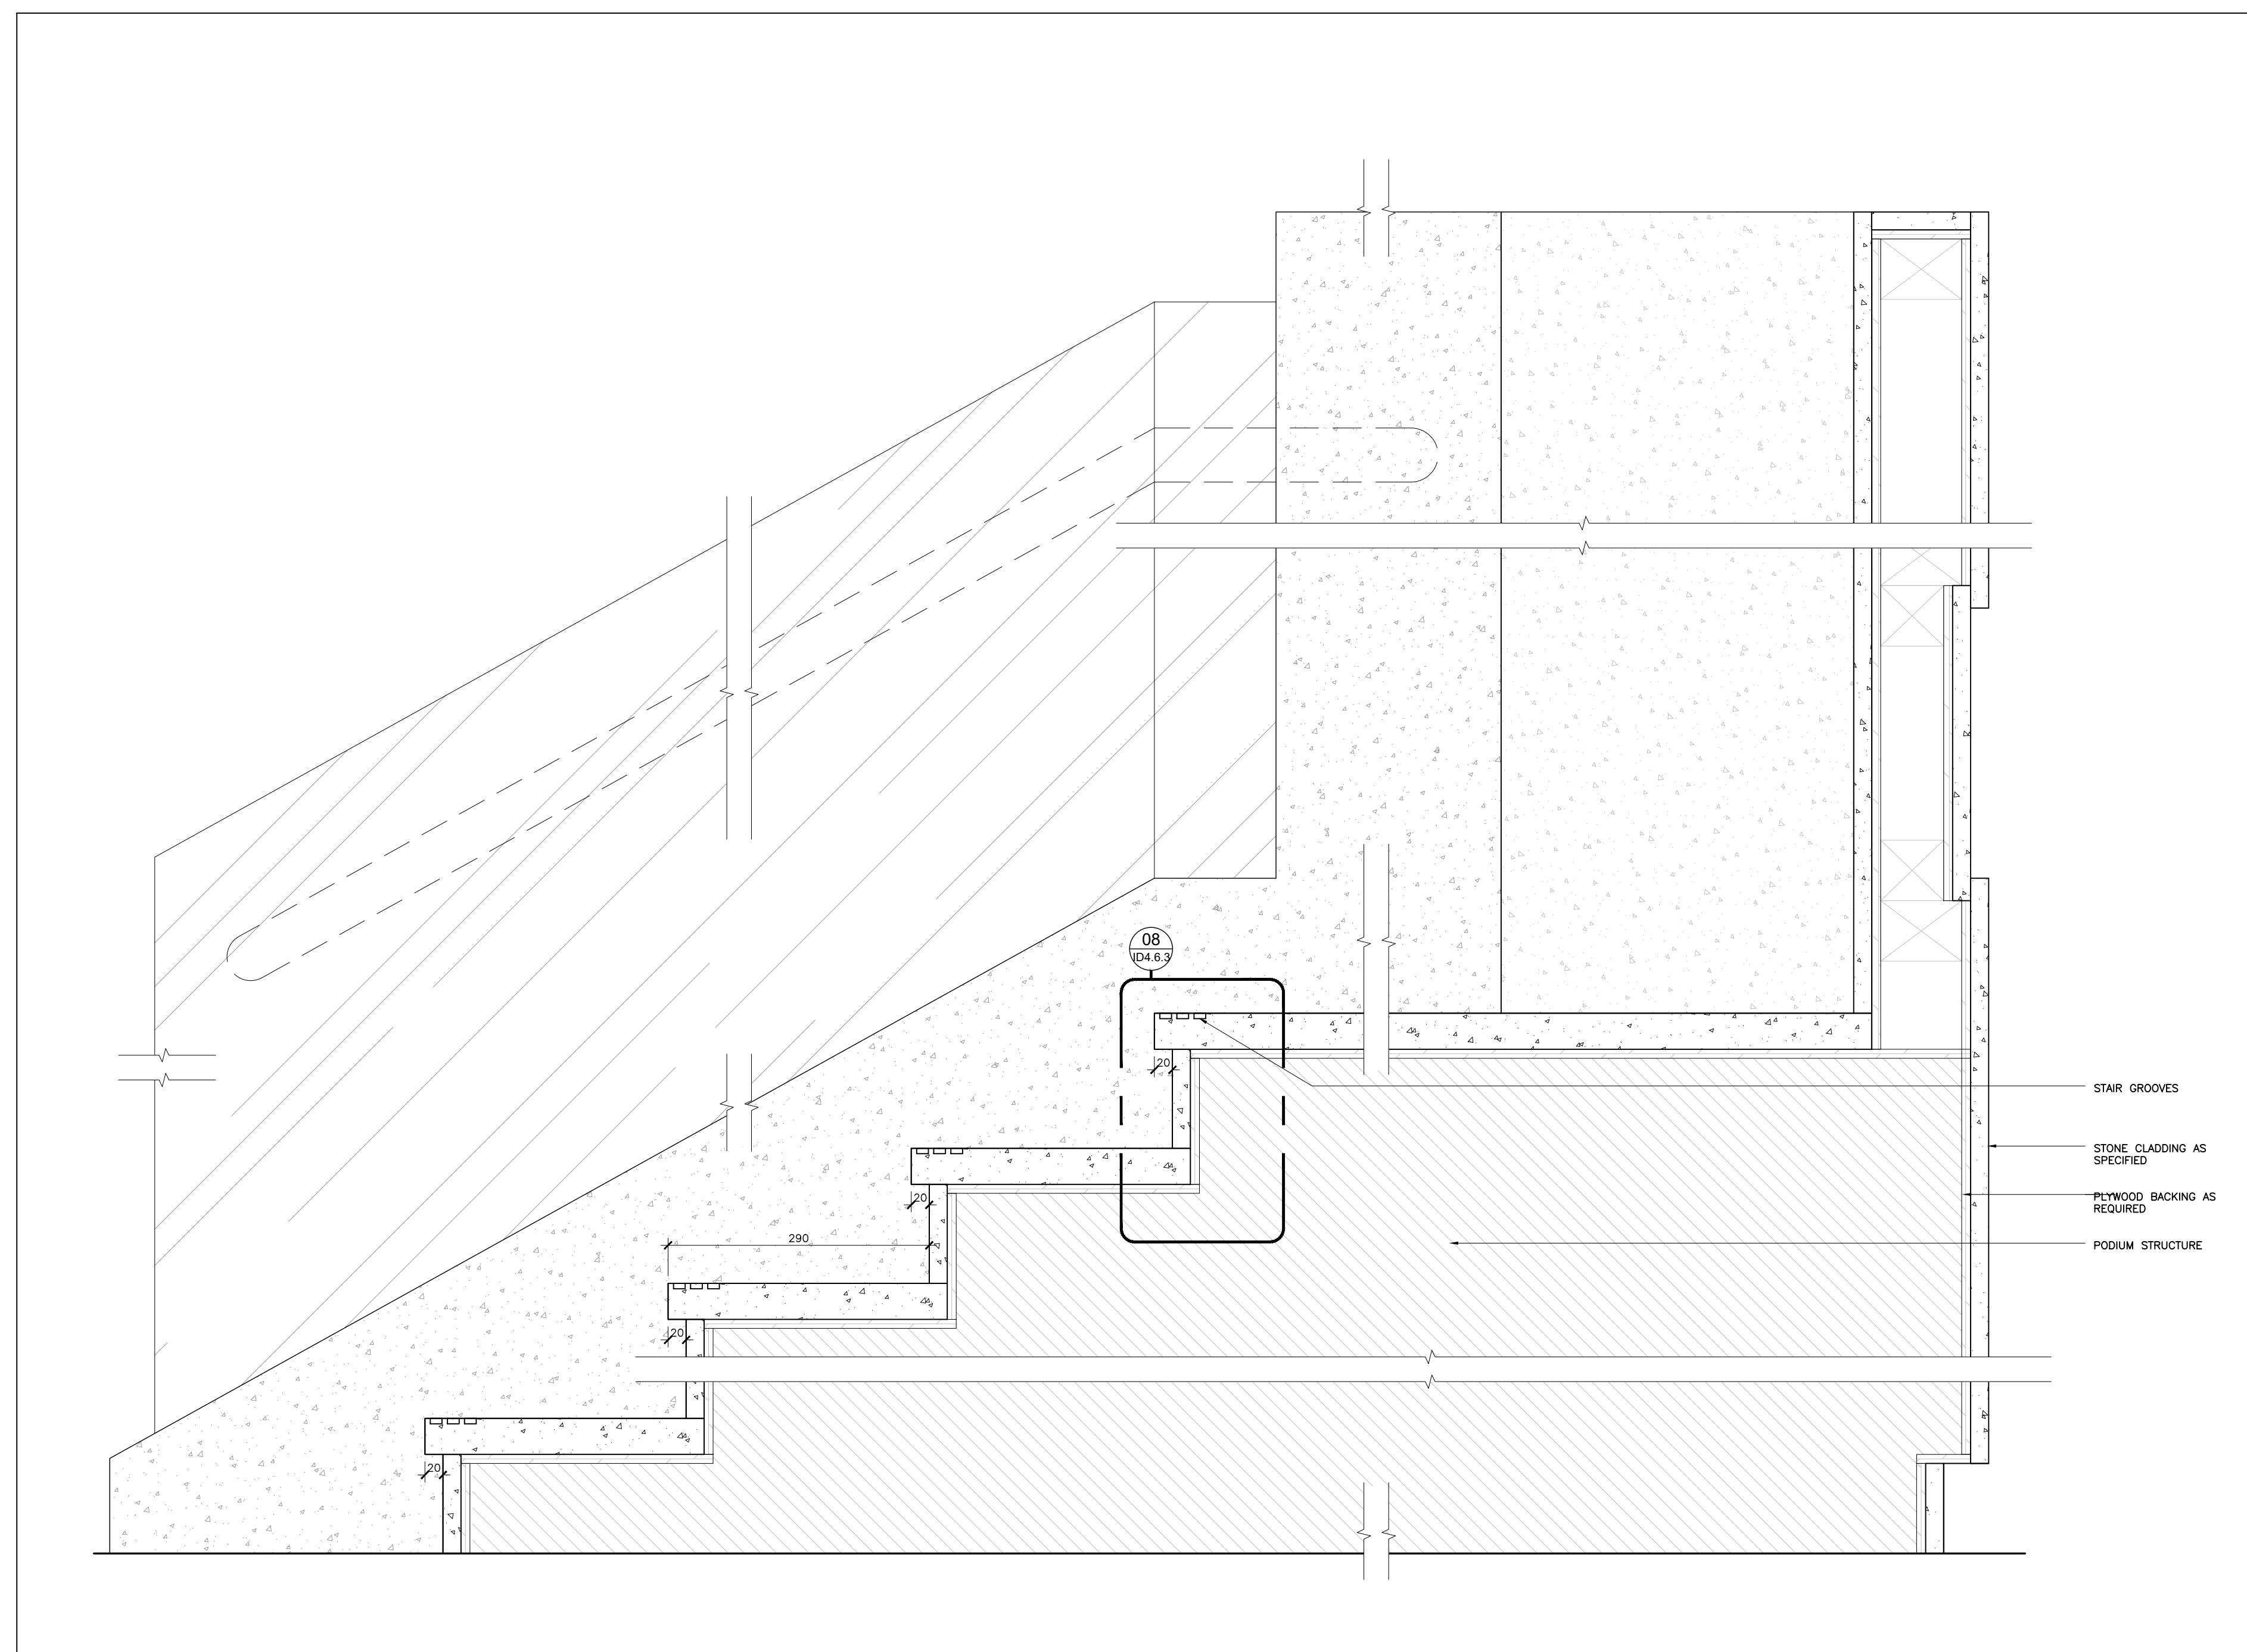 08
ID4.6.3
20
STAIR GROOVES
STONE CLADDING AS
SPECIFIED
20
PLYWOOD BACKING AS
REQUIRED
290
PODIUM STRUCTURE
20
20